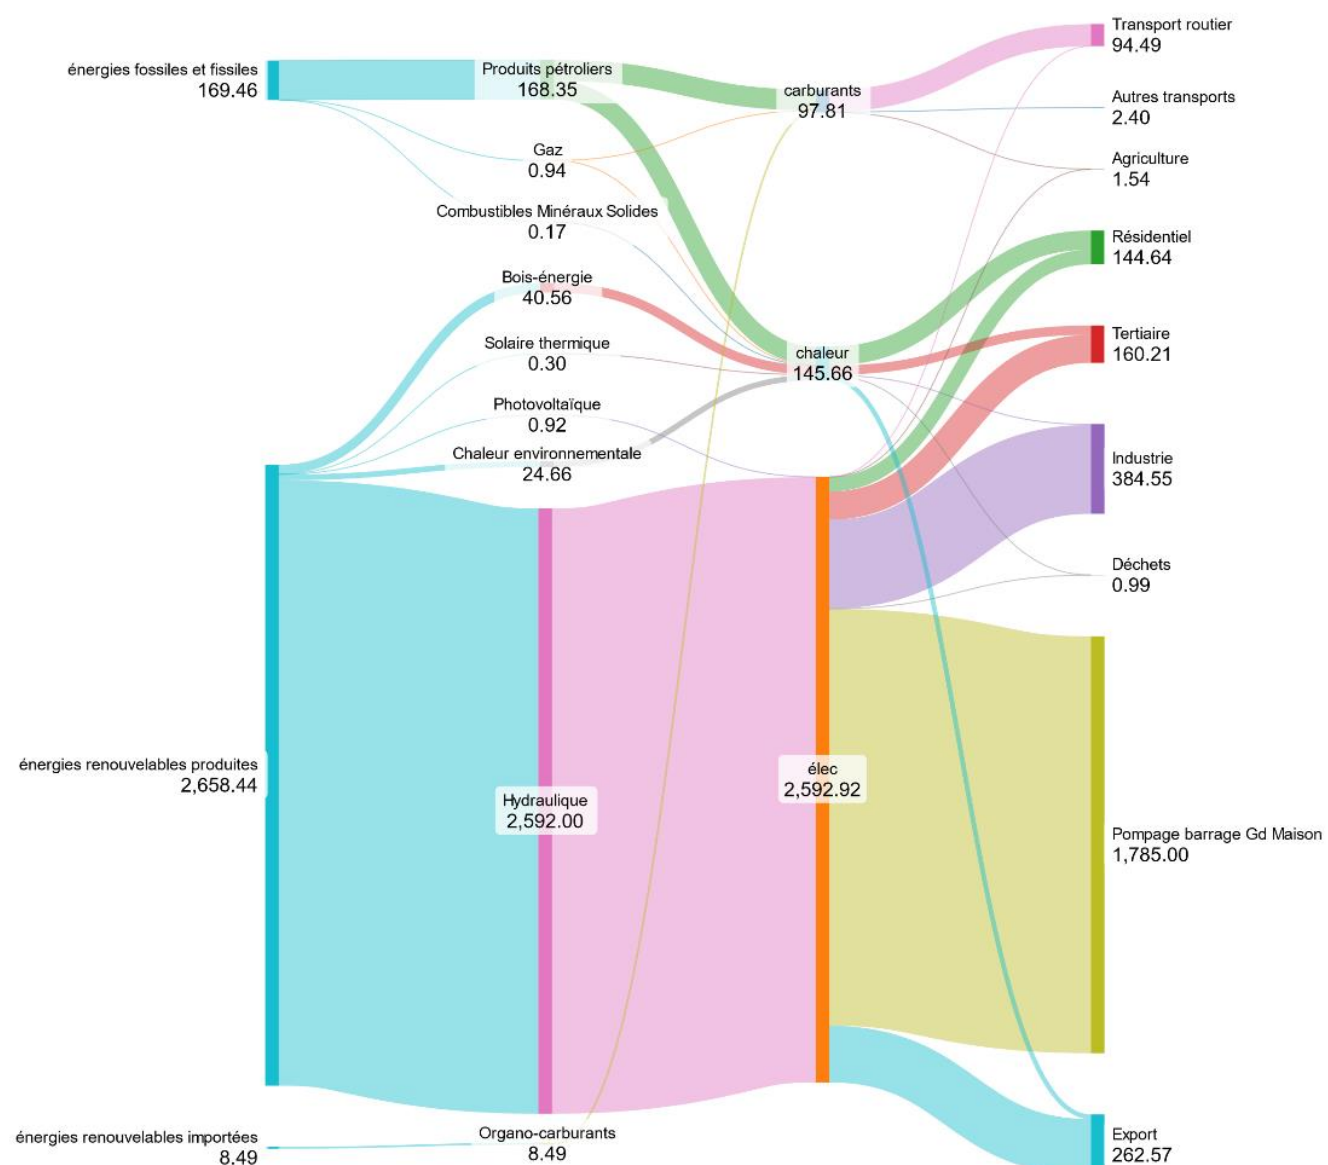 énergies fossiles et fissiles
169.46
énergies renouvelables produites
2,658.44
énergies renouvelables importées
8.49
Produits pétroliers
168.35
Gaz
0.94
Combustibles Minéraux Solides
0.17
Bois-énergie
40.56
Solaire thermique
0.30
Photovoltaïque
0.92
Chaleur environnementale
24.66
Hydraulique
2,592.00
Organo-carburants
8.49
carburants
97.81
chaleur
145.66
élec
2,592.92
Transport routier
94.49
Autres transports
2.40
Agriculture
1.54
Résidentiel
144.64
Tertiaire
160.21
Industrie
384.55
Déchets
0.99
Pompage barrage Gd Maison
1,785.00
Export
262.57